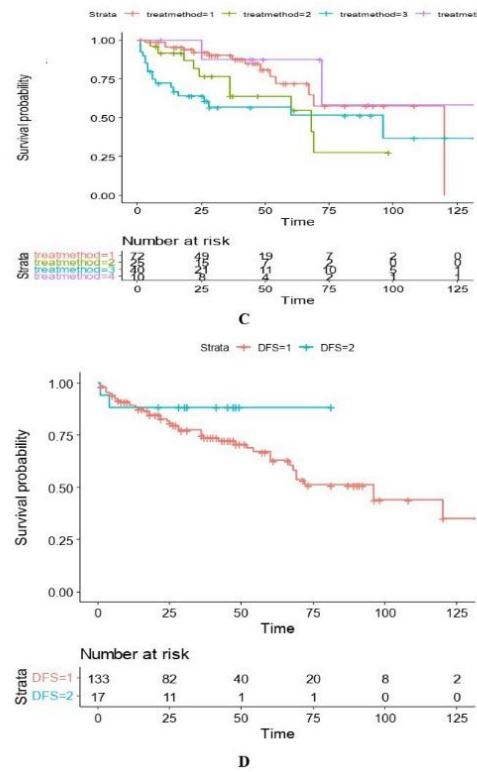 Strata treatmethod=1 treatmethod=2 treatmethod=3 treatmet
1.00
0.75
0.50
0.25
0.00
Survival probability
0 25 50 75 100 125
Time
Number at risk
Strata
treatmethod=1 72 49 19 7 2 0
treatmethod=2 25 15 2 0 0
treatmethod=3 40 21 11 10 5 1
treatmethod=4 10 8 4 2 1 1
0 25 50 75 100 125
Time
C
Strata DFS=1 DFS=2
1.00
0.75
0.50
0.25
0.00
Survival probability
0 25 50 75 100 125
Time
Number at risk
Strata
DFS=1 133 82 40 20 8 2
DFS=2 17 11 1 1 0 0
0 25 50 75 100 125
Time
D